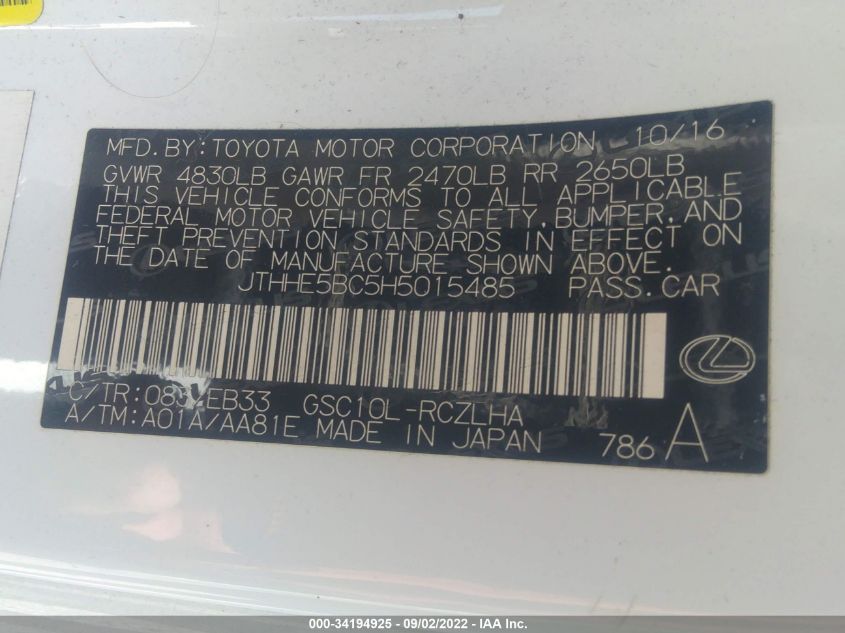 MFD.BY:TOYOTA MOTOR CORPORATION 10/16
GVWR 4830LB GAWR FR 2470LB RR 2650LB
THIS VEHICLE CONFORMS TO ALL APPLICABLE
FEDERAL MOTOR VEHICLE SAFETY,BUMPER,AND
THEFT PREVENTION STANDARDS IN EFFECT ON
THE DATE OF MANUFACTURE SHOWN ABOVE.
JTHHE5BC5H5015485 PASS.CAR
C/TR:083/EB33 GSC10L-RCZLHA
A/TM:A01A/AA81E MADE IN JAPAN 786 A
000-34194925 - 09/02/2022 - IAA Inc.